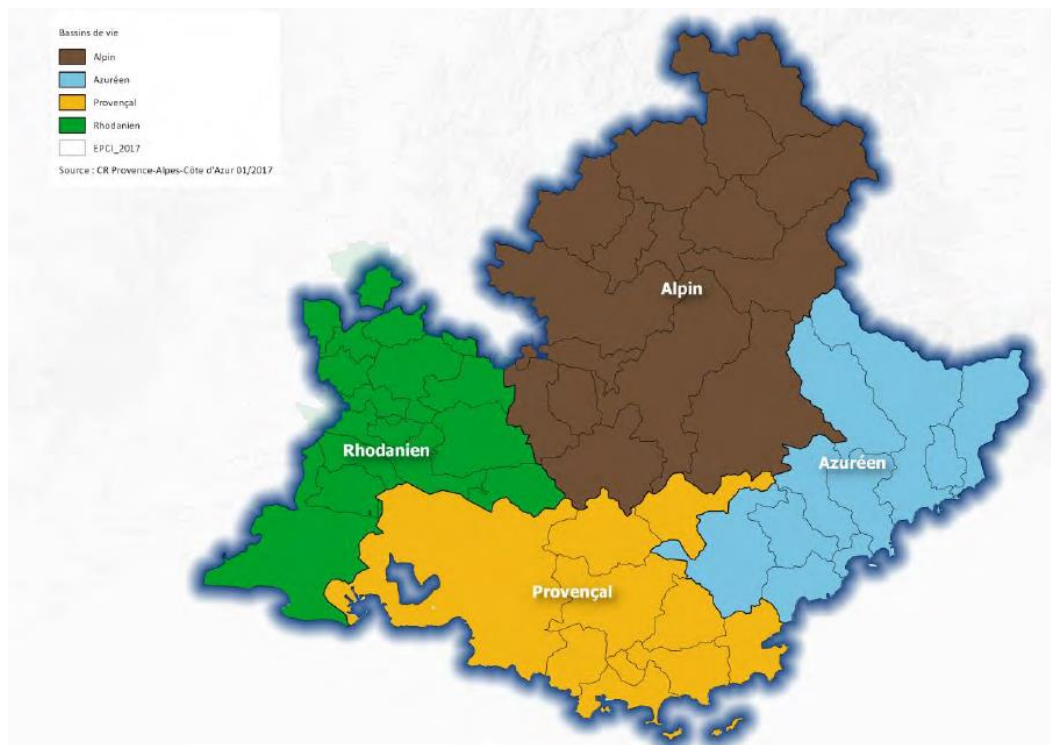 Bassins de vie
Alpin
Azuréen
Provençal
Rhodanien
EPCI_2017
Source : CR Provence-Alpes-Côte d'Azur 01/2017
Alpin
Rhodanien
Azuréen
Provençal